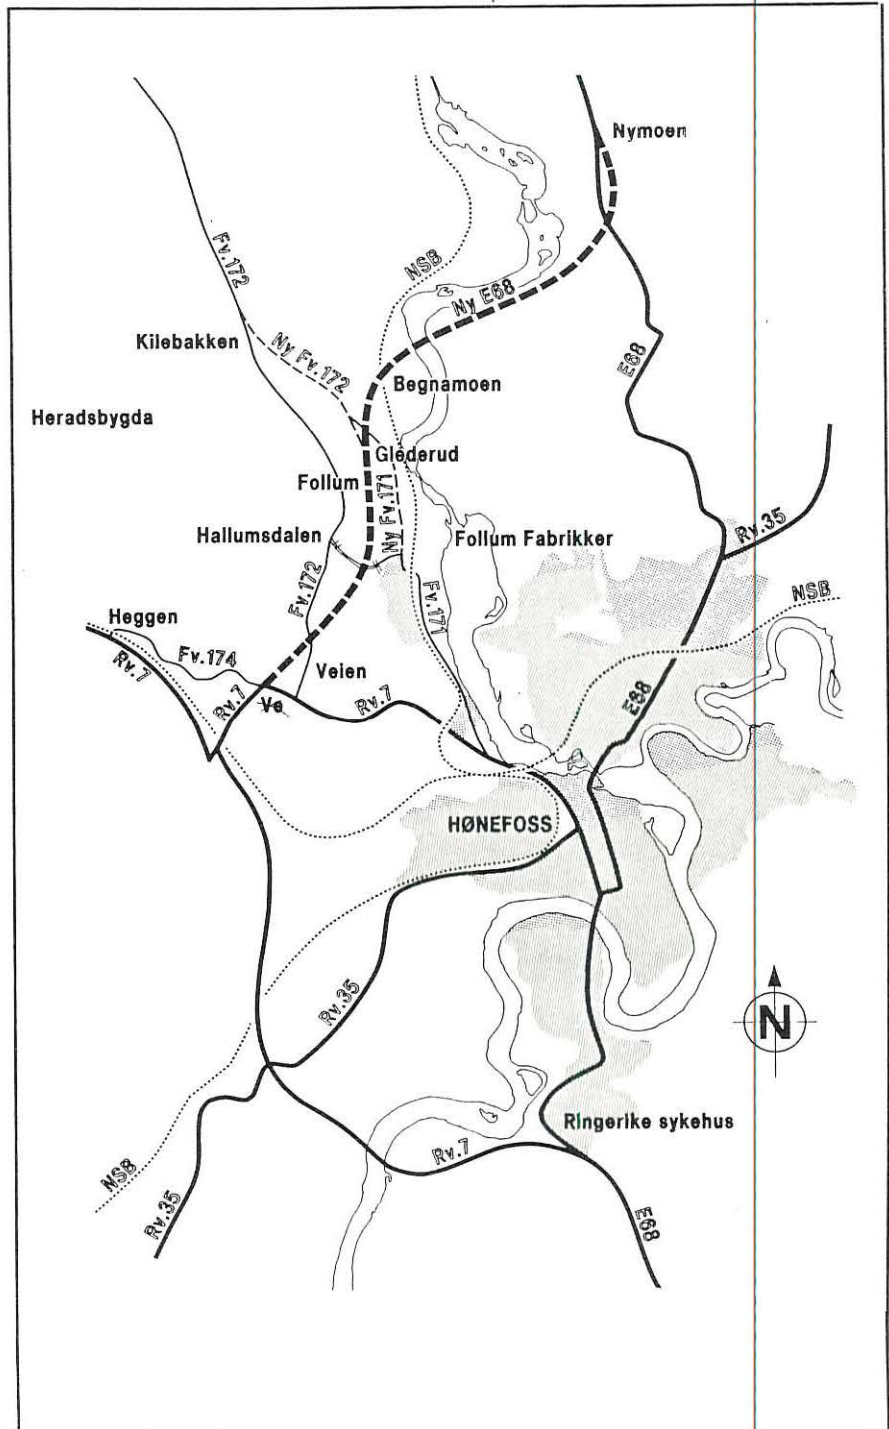 Nymoen
Fv.172
NSB
Ny E68
Kilebakken
Ny Fv.172
E68
Begnamoen
Heradsbygda
Glederud
Follum
Ny Fv.171
Hallumsdalen
Follum Fabrikker
Rv.35
Fv.172
NSB
Heggen
Fv.171
Fv.174
Veien
Rv.7
Rv.7
Ve
Rv.7
E68
HØNEFOSS
Rv.35
N
Ringerike sykehus
Rv.7
NSB
Rv.35
E68